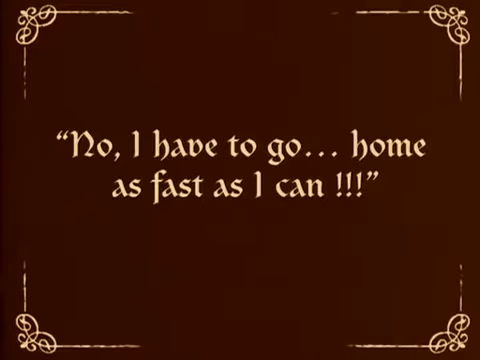 “No, I have to go... home
as fast as I can !!!”